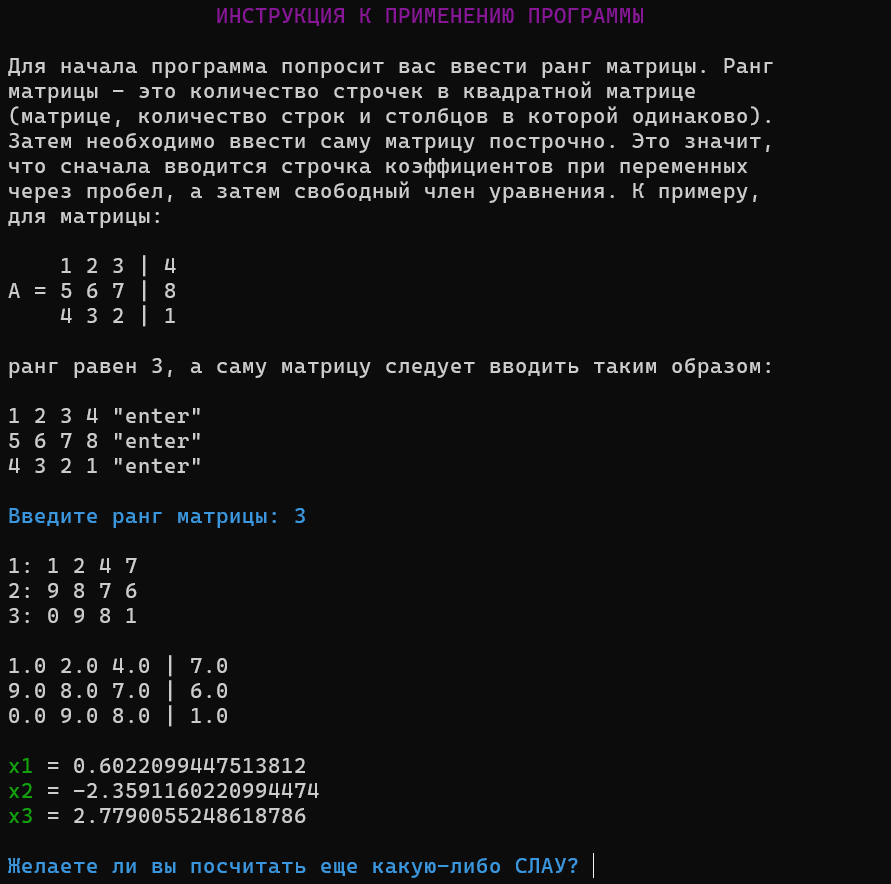 ИНСТРУКЦИЯ К ПРИМЕНЕНИЮ ПРОГРАММЫ
Для начала программа попросит вас ввести ранг матрицы. Ранг
матрицы - это количество строчек в квадратной матрице
(матрице, количество строк и столбцов в которой одинаково).
Затем необходимо ввести саму матрицу построчно. Это значит,
что сначала вводится строчка коэффициентов при переменных
через пробел, а затем свободный член уравнения. К примеру,
для матрицы:
1 2 3 | 4
A = 5 6 7 | 8
4 3 2 | 1
ранг равен 3, а саму матрицу следует вводить таким образом:
1 2 3 4 "enter"
5 6 7 8 "enter"
4 3 2 1 "enter"
Введите ранг матрицы: 3
1: 1 2 4 7
2: 9 8 7 6
3: 0 9 8 1
1.0 2.0 4.0 | 7.0
9.0 8.0 7.0 | 6.0
0.0 9.0 8.0 | 1.0
x1 = 0.6022099447513812
x2 = -2.3591160220994474
x3 = 2.7790055248618786
Желаете ли вы посчитать еще какую-либо СЛАУ?